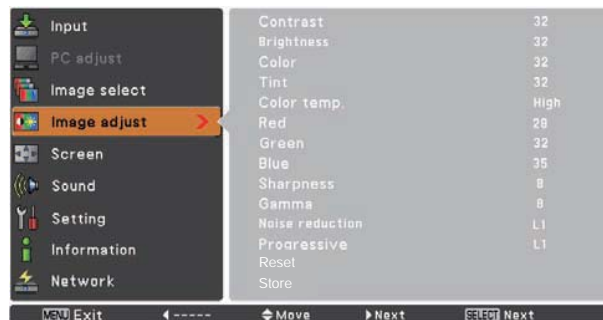 Input
PC adjust
Image select
Image adjust
Screen
Sound
Setting
Information
Network
Contrast 32
Brightness 32
Color 32
Tint 32
Color temp. High
Red 28
Green 32
Blue 35
Sharpness 8
Gamma 8
Noise reduction L1
Progressive L1
Reset
Store
MENU Exit ----- Move Next SELECT Next